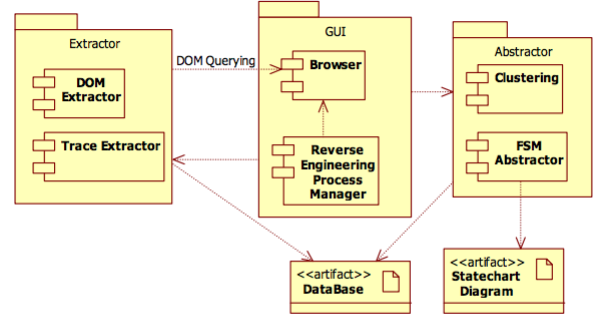 Extractor
GUI
Abstractor
DOM
Extractor
DOM Querying
Browser
Clustering
Trace Extractor
Reverse
Engineering
Process
Manager
FSM
Abstractor
<<artifact>>
DataBase
<<artifact>>
Statechart
Diagram